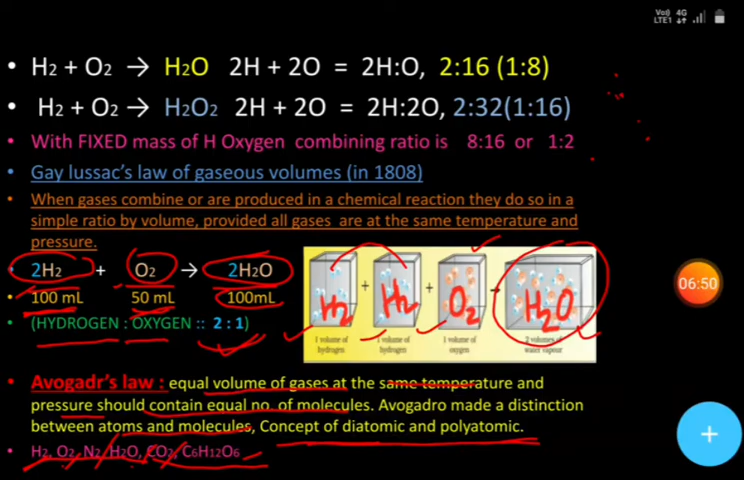 Vo) 4G
LTE1
• H2 + O2 → H2O 2H + 2O = 2H:O, 2:16 (1:8)
• H2 + O2 → H2O2 2H + 2O = 2H:2O, 2:32(1:16)
• With FIXED mass of H Oxygen combining ratio is 8:16 or 1:2
• Gay lussac's law of gaseous volumes (in 1808)
• When gases combine or are produced in a chemical reaction they do so in a
simple ratio by volume, provided all gases are at the same temperature and
pressure.
• 2H2 + O2 → 2H2O
• 100 mL 50 mL 100mL
• (HYDROGEN : OXYGEN :: 2 : 1)
H2 + H2 + O2 H2O
1 volume of hydrogen
1 volume of hydrogen
1 volume of oxygen
2 volumes of water vapour
06:50
• Avogadr's law : equal volume of gases at the same temperature and
pressure should contain equal no. of molecules. Avogadro made a distinction
between atoms and molecules, Concept of diatomic and polyatomic.
• H2, O2, N2, H2O, CO2, C6H12O6
+